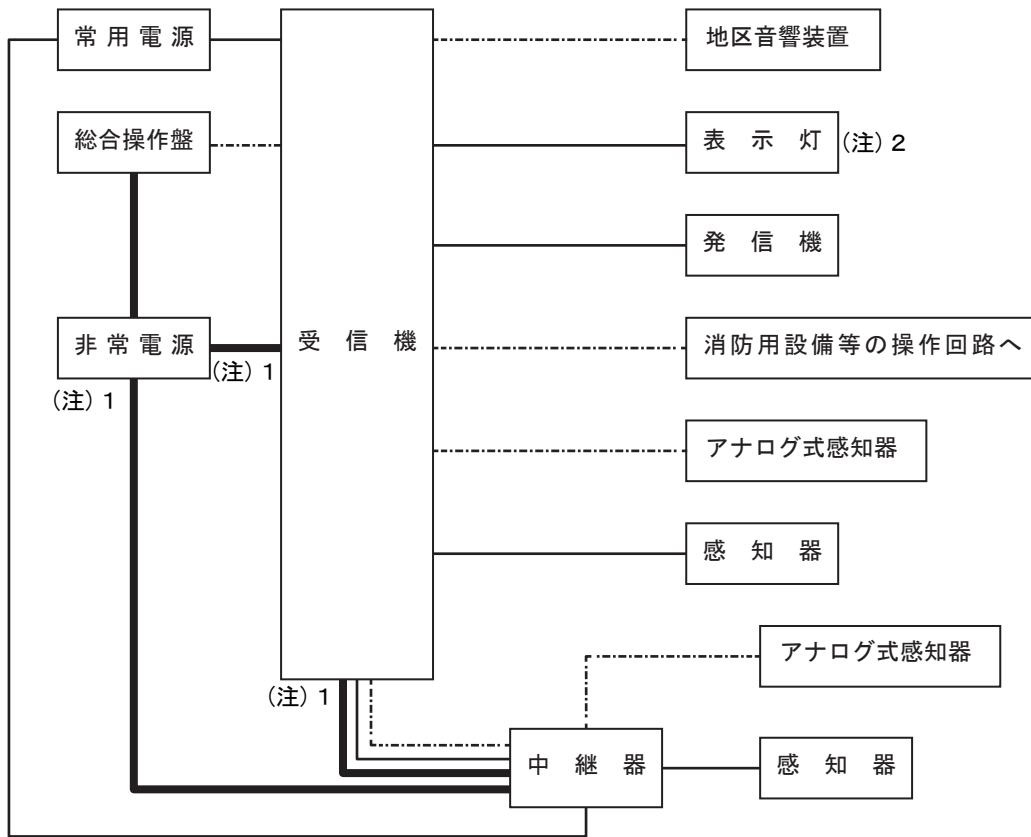 常用電源
地区音響装置
総合操作盤
表示灯 (注) 2
発信機
非常電源
受信機
消防用設備等の操作回路へ
(注) 1
(注) 1
アナログ式感知器
感知器
アナログ式感知器
(注) 1
中継器
感知器